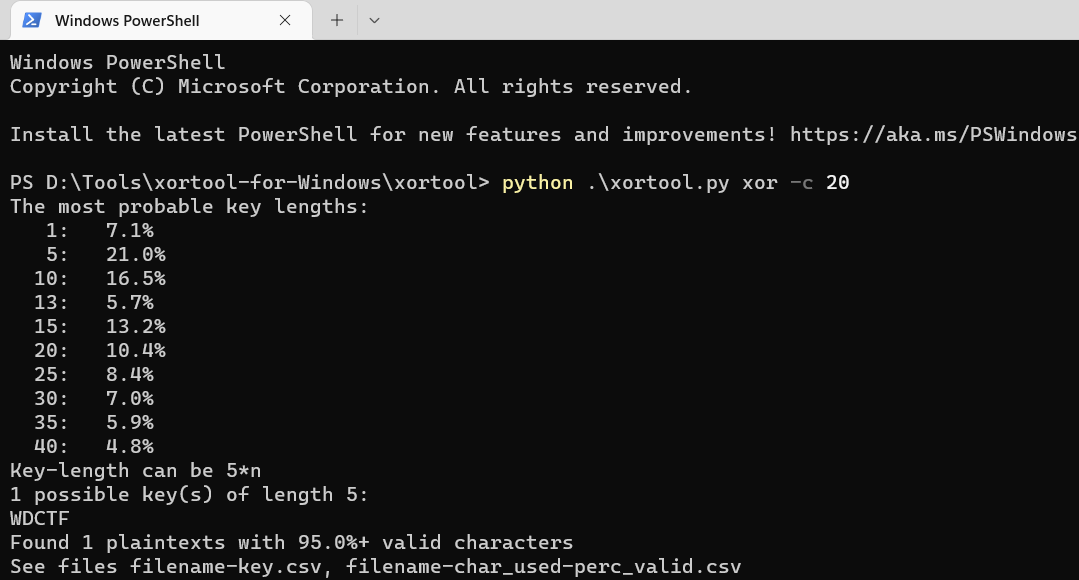 Windows PowerShell
Windows PowerShell
Copyright (C) Microsoft Corporation. All rights reserved.
Install the latest PowerShell for new features and improvements! https://aka.ms/PSWindows
PS D:\Tools\xortool-for-Windows\xortool> python .\xortool.py xor -c 20
The most probable key lengths:
   1:   7.1%
   5:   21.0%
  10:   16.5%
  13:   5.7%
  15:   13.2%
  20:   10.4%
  25:   8.4%
  30:   7.0%
  35:   5.9%
  40:   4.8%
Key-length can be 5*n
1 possible key(s) of length 5:
WDCTF
Found 1 plaintexts with 95.0%+ valid characters
See files filename-key.csv, filename-char_used-perc_valid.csv